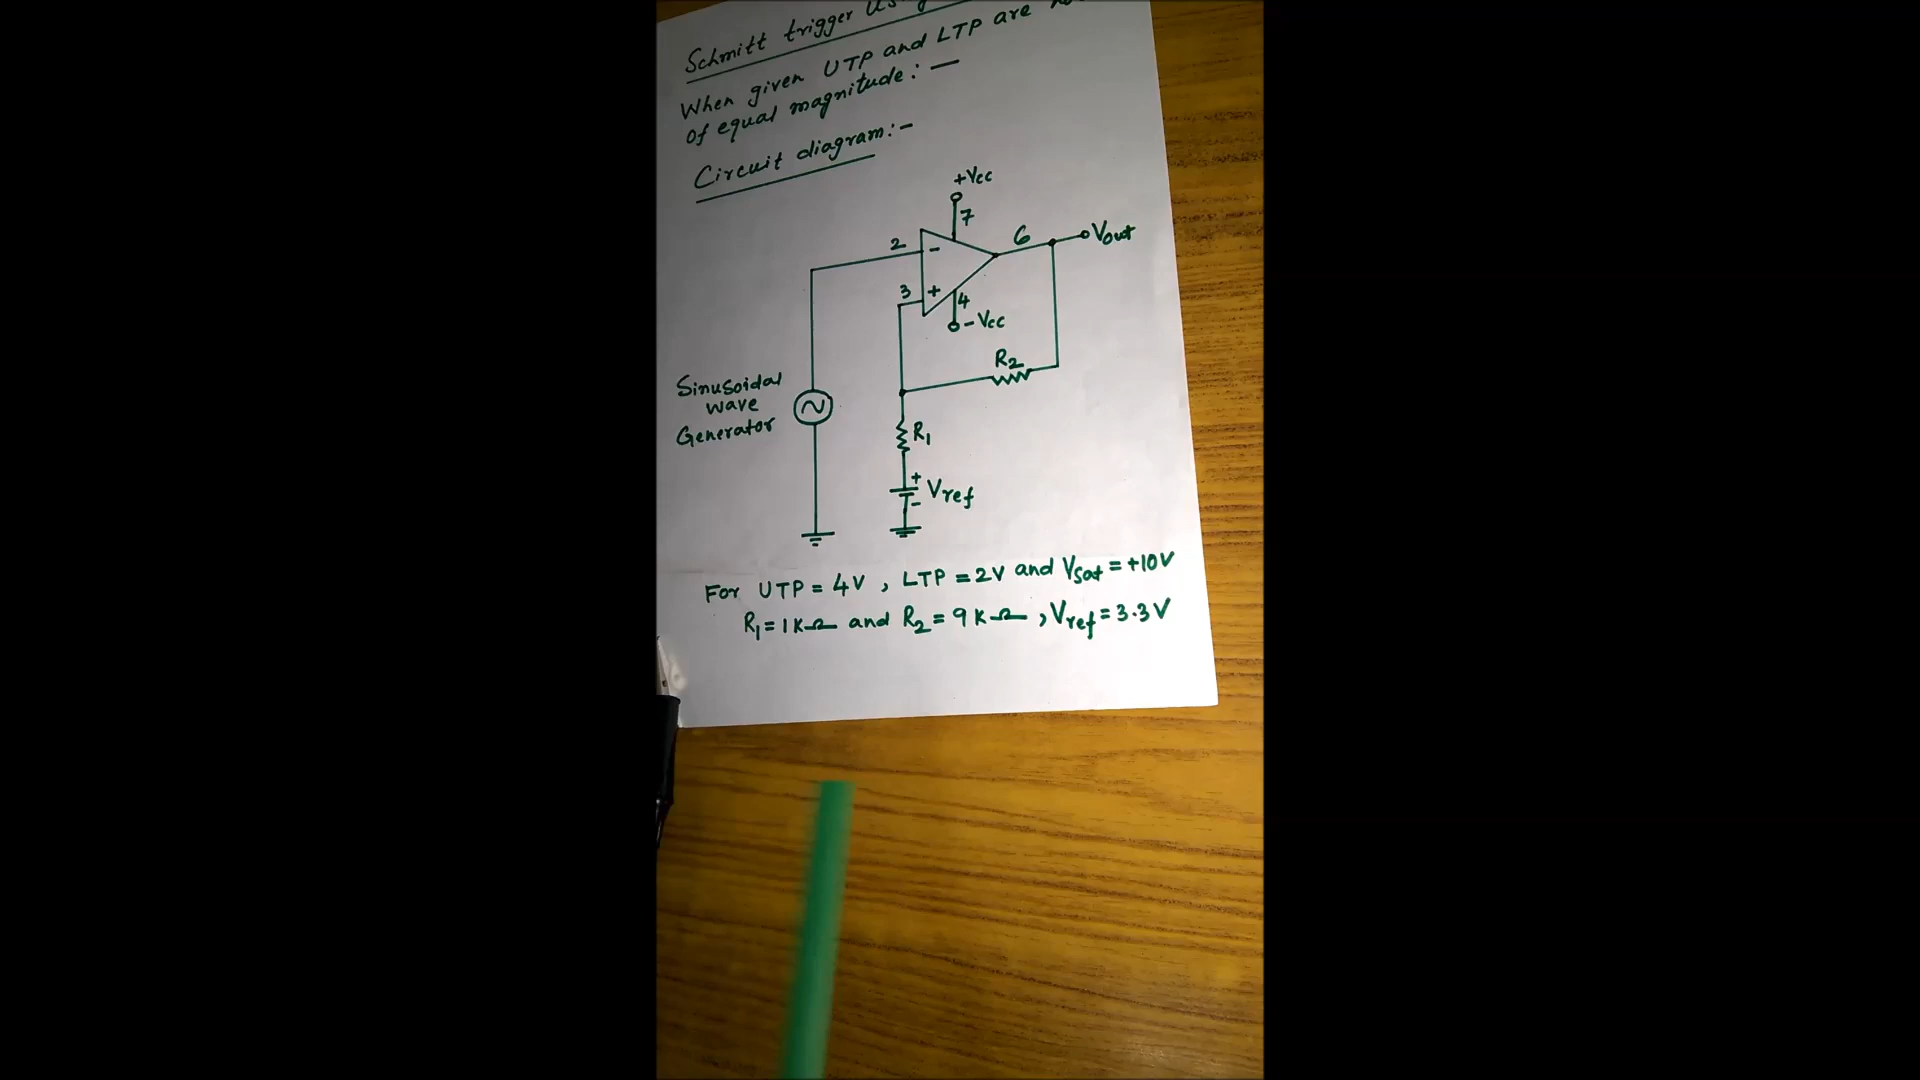 Schmitt trigger
When given UTP and LTP are
of equal magnitude:-
Circuit diagram:-
+Vcc
7
2
-
6
Vout
3
+
4
-Vcc
R2
Sinusoidal
wave
Generator
R1
+
Vref
-
For UTP = 4V, LTP = 2V and Vsat = +10V
R1 = 1KΩ and R2 = 9KΩ, Vref = 3.3V